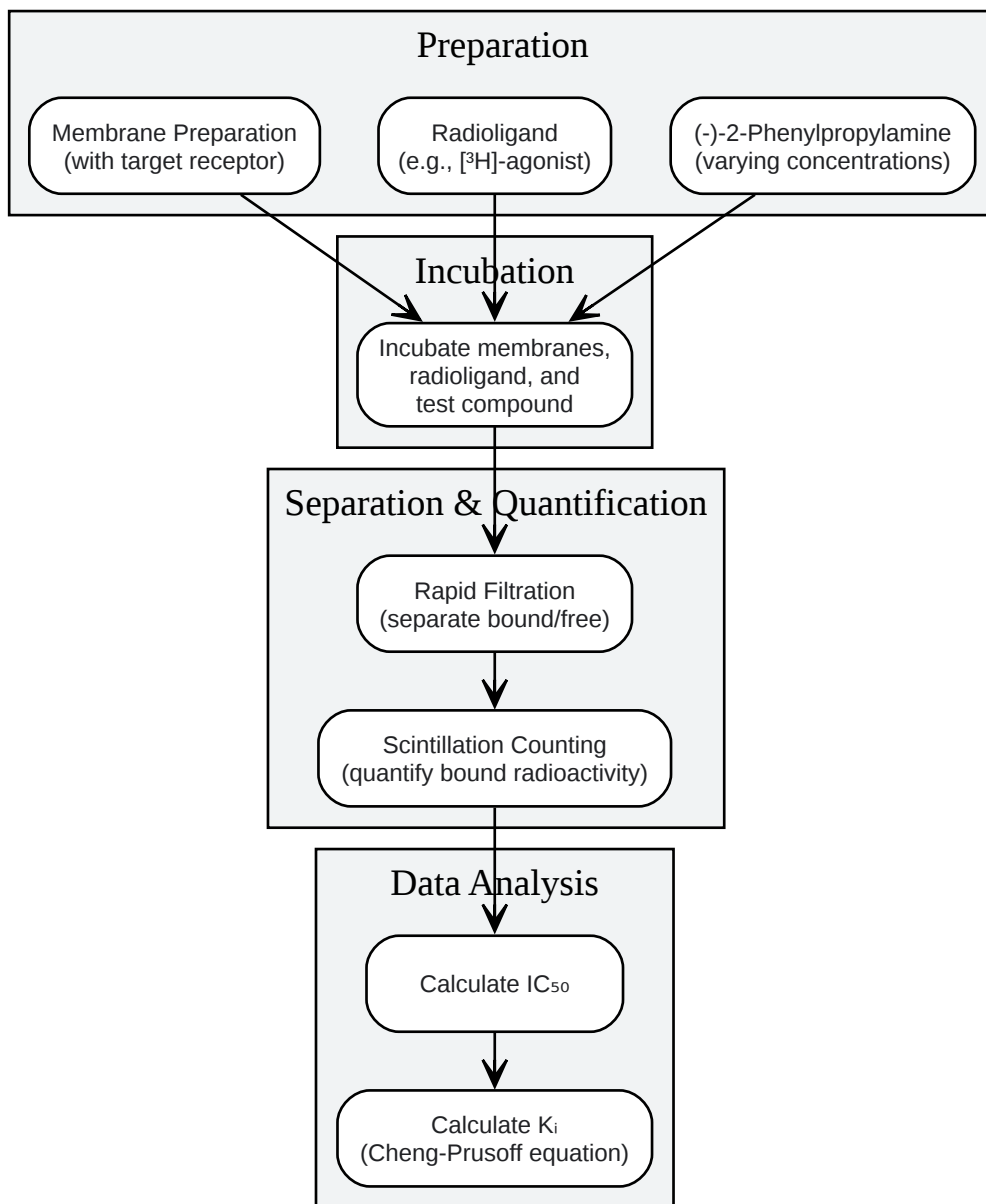 Preparation
Membrane Preparation
(with target receptor)
Radioligand
(e.g., [³H]-agonist)
(-)-2-Phenylpropylamine
(varying concentrations)
Incubation
Incubate membranes,
radioligand, and
test compound
Separation & Quantification
Rapid Filtration
(separate bound/free)
Scintillation Counting
(quantify bound radioactivity)
Data Analysis
Calculate IC₅₀
Calculate Kᵢ
(Cheng-Prusoff equation)